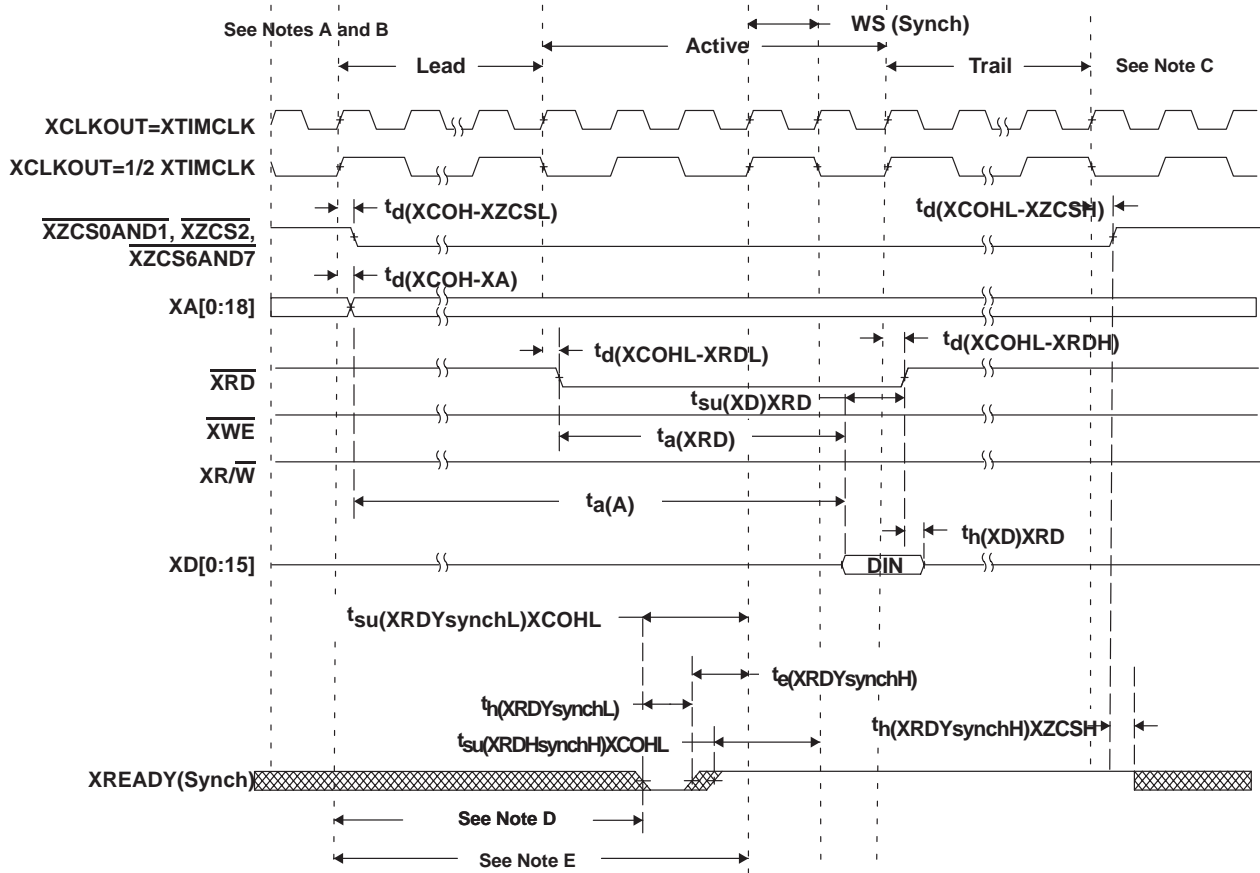 WS (Synch)
See Notes A and B
Active
Lead
Trail
See Note C
XCLKOUT=XTIMCLK
XCLKOUT=1/2 XTIMCLK
td(XCOH-XZCSL)
td(XCOHL-XZCSH)
XZCS0AND1, XZCS2,
XZCS6AND7
td(XCOH-XA)
XA[0:18]
td(XCOHL-XRDL)
td(XCOHL-XRDH)
XRD
tsu(XD)XRD
XWE
ta(XRD)
XR/W
ta(A)
th(XD)XRD
XD[0:15]
DIN
tsu(XRDYsynchL)XCOHL
te(XRDYsynchH)
th(XRDYsynchL)
th(XRDYsynchH)XZCSH
tsu(XRDHsynchH)XCOHL
XREADY(Synch)
See Note D
See Note E